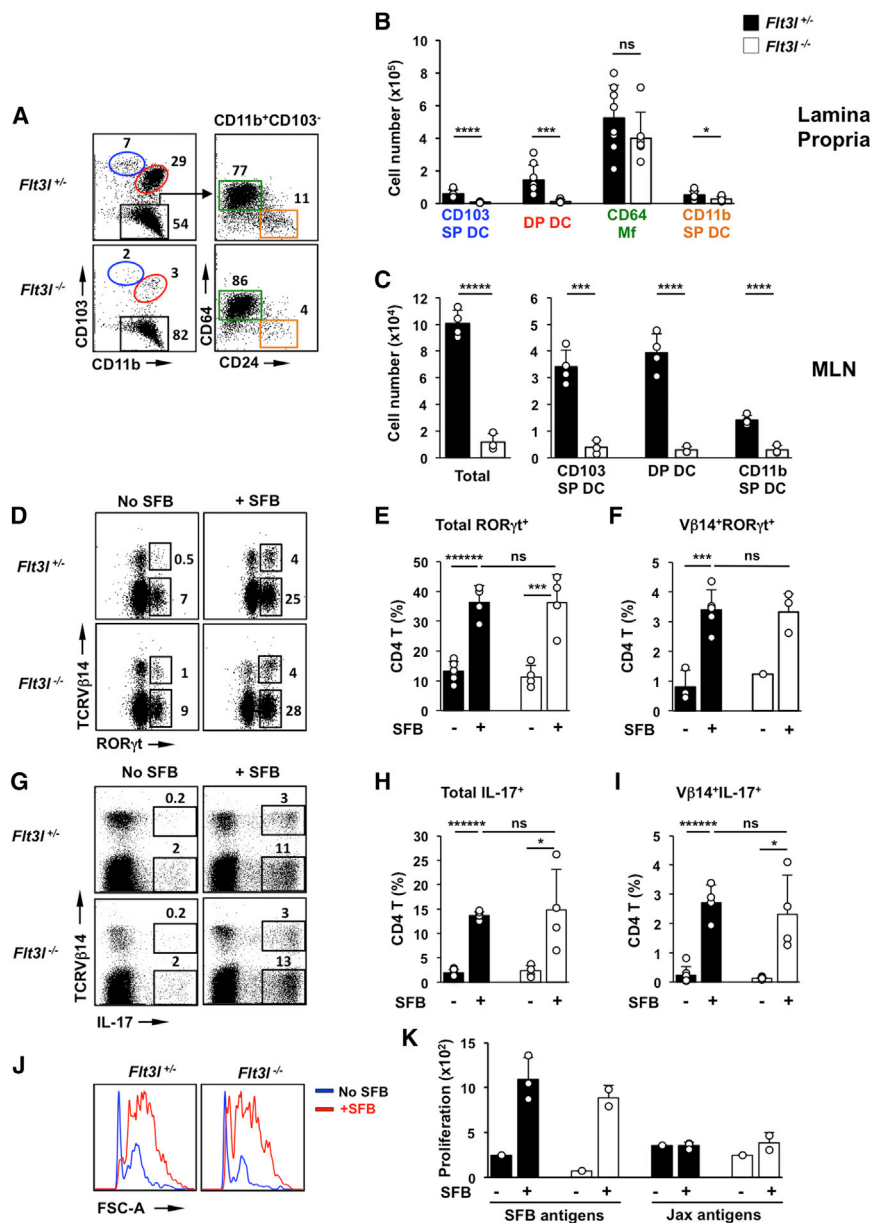 A
CD11b⁺CD103⁻
7
29
77
Flt3l⁺/⁻
11
54
2
3
86
Flt3l⁻/⁻
4
82
CD103
CD64
CD11b
CD24
B
Flt3l⁺/⁻
Flt3l⁻/⁻
ns
****
***
*
Cell number (x10⁵)
10
8
6
4
2
0
CD103 SP DC
DP DC
CD64 Mf
CD11b SP DC
Lamina Propria
C
*****
***
****
****
Cell number (x10⁴)
12
10
8
6
4
2
0
6
5
4
3
2
1
0
Total
CD103 SP DC
DP DC
CD11b SP DC
MLN
D
No SFB
+ SFB
Flt3l⁺/⁻
0.5
4
7
25
Flt3l⁻/⁻
1
4
9
28
TCRVβ14
RORγt
E
Total RORγt⁺
******
ns
***
CD4 T (%)
50
40
30
20
10
0
SFB
-
+
-
+
F
Vβ14⁺RORγt⁺
***
ns
CD4 T (%)
5
4
3
2
1
0
-
+
-
+
G
No SFB
+ SFB
Flt3l⁺/⁻
0.2
3
2
11
Flt3l⁻/⁻
0.2
3
2
13
TCRVβ14
IL-17
H
Total IL-17⁺
******
ns
*
CD4 T (%)
30
25
20
15
10
5
0
SFB
-
+
-
+
I
Vβ14⁺IL-17⁺
******
ns
*
CD4 T (%)
5
4
3
2
1
0
-
+
-
+
J
Flt3l⁺/⁻
Flt3l⁻/⁻
No SFB
+SFB
FSC-A
K
Proliferation (x10²)
15
10
5
0
SFB
-
+
-
+
-
+
-
+
SFB antigens
Jax antigens